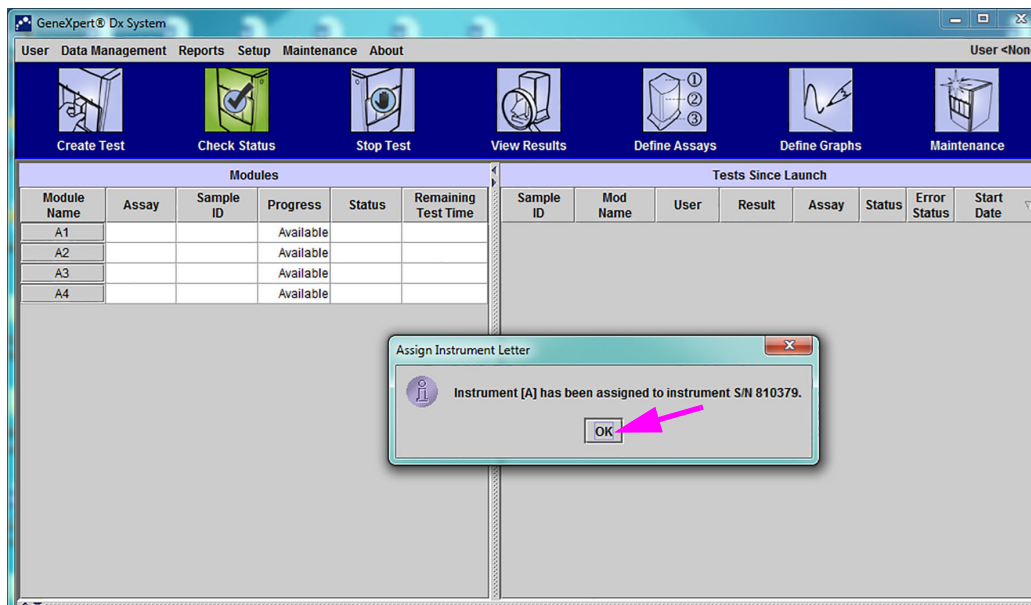 GeneXpert® Dx System
User Data Management Reports Setup Maintenance About User <Non
Create Test Check Status Stop Test View Results Define Assays Define Graphs Maintenance
① ② ③
Modules Tests Since Launch
Module Name Assay Sample ID Progress Status Remaining Test Time Sample ID Mod Name User Result Assay Status Error Status Start Date
A1 Available
A2 Available
A3 Available
A4 Available
Assign Instrument Letter
Instrument [A] has been assigned to instrument S/N 810379.
OK